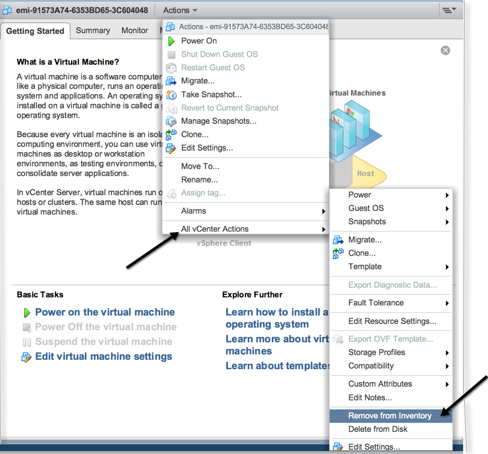 emi-91573A74-6353BD65-3C604048
Actions
Getting Started
Summary
Monitor
Actions - emi-91573A74-6353BD65-3C604048
Power On
Shut Down Guest OS
Restart Guest OS
Migrate...
Take Snapshot...
Revert to Current Snapshot
Manage Snapshots...
Clone...
Edit Settings...
Move To...
Rename...
Assign tag...
Alarms
All vCenter Actions
What is a Virtual Machine?
A virtual machine is a software computer
like a physical computer, runs an operating
system and applications. An operating sy
installed on a virtual machine is called a g
operating system.
Because every virtual machine is an isola
computing environment, you can use virtu
machines as desktop or workstation
environments, as testing environments, o
consolidate server applications.
In vCenter Server, virtual machines run o
hosts or clusters. The same host can run
virtual machines.
Virtual Machines
Host
vSphere Client
Power
Guest OS
Snapshots
Migrate...
Clone...
Template
Export Diagnostic Data...
Fault Tolerance
Edit Resource Settings...
Export OVF Template...
Storage Profiles
Compatibility
Custom Attributes
Edit Notes...
Remove from Inventory
Delete from Disk
Edit Settings...
Basic Tasks
Power on the virtual machine
Power Off the virtual machine
Suspend the virtual machine
Edit virtual machine settings
Explore Further
Learn how to install a
operating system
Learn more about virt
machines
Learn about templates